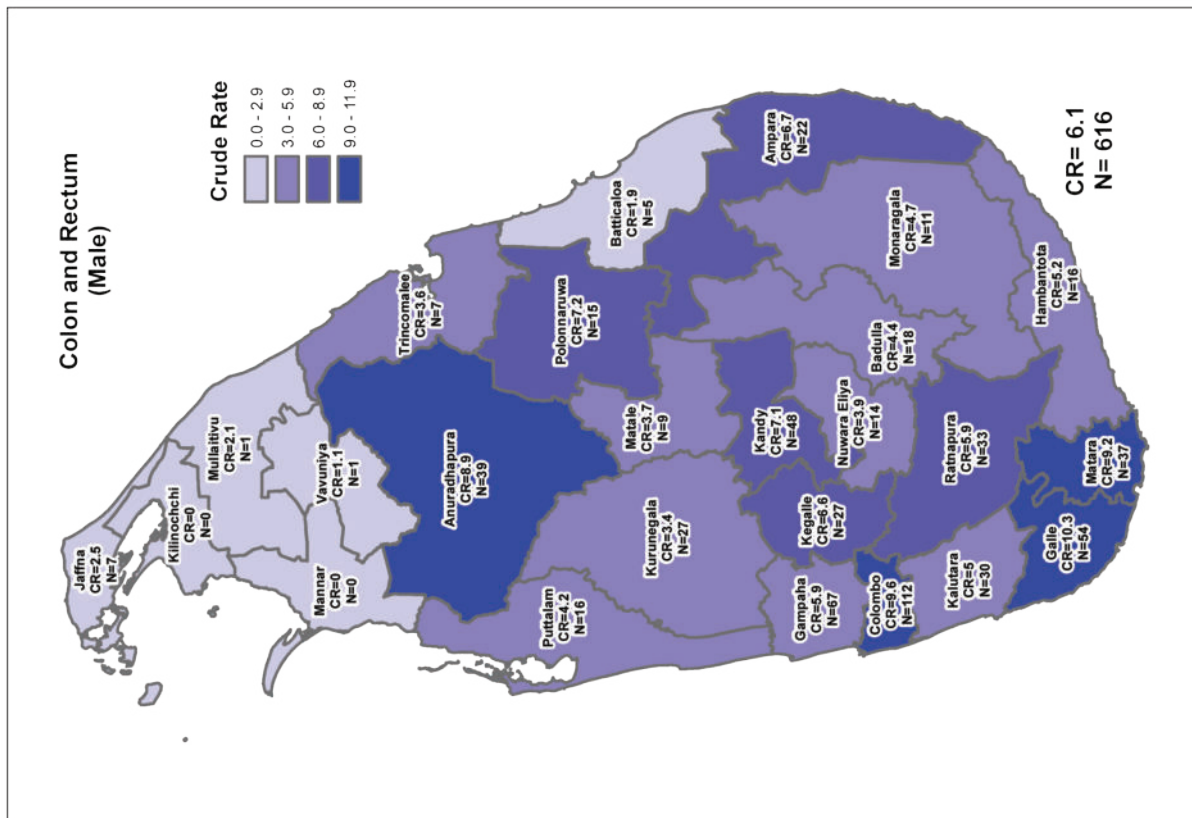 Colon and Rectum
(Male)
Crude Rate
0.0 - 2.9
3.0 - 5.9
6.0 - 8.9
9.0 - 11.9
Jaffna
CR=2.5
N=7
Kilinochchi
CR=0
N=0
Mullaitivu
CR=2.1
N=1
Mannar
CR=0
N=0
Vavuniya
CR=1.1
N=1
Anuradhapura
CR=8.9
N=39
Trincomalee
CR=3.6
N=7
Polonnaruwa
CR=7.2
N=15
Batticaloa
CR=1.9
N=5
Puttalam
CR=4.2
N=16
Kurunegala
CR=3.4
N=27
Matale
CR=3.7
N=9
Kandy
CR=7.1
N=48
Ampara
CR=6.7
N=22
Gampaha
CR=5.9
N=67
Kegalle
CR=6.6
N=27
Nuwara Eliya
CR=3.9
N=14
Badulla
CR=4.4
N=18
Monaragala
CR=4.7
N=11
Colombo
CR=9.6
N=112
Kalutara
CR=5
N=30
Ratnapura
CR=5.9
N=33
Hambantota
CR=5.2
N=16
Galle
CR=10.3
N=54
Matara
CR=9.2
N=37
CR= 6.1
N= 616